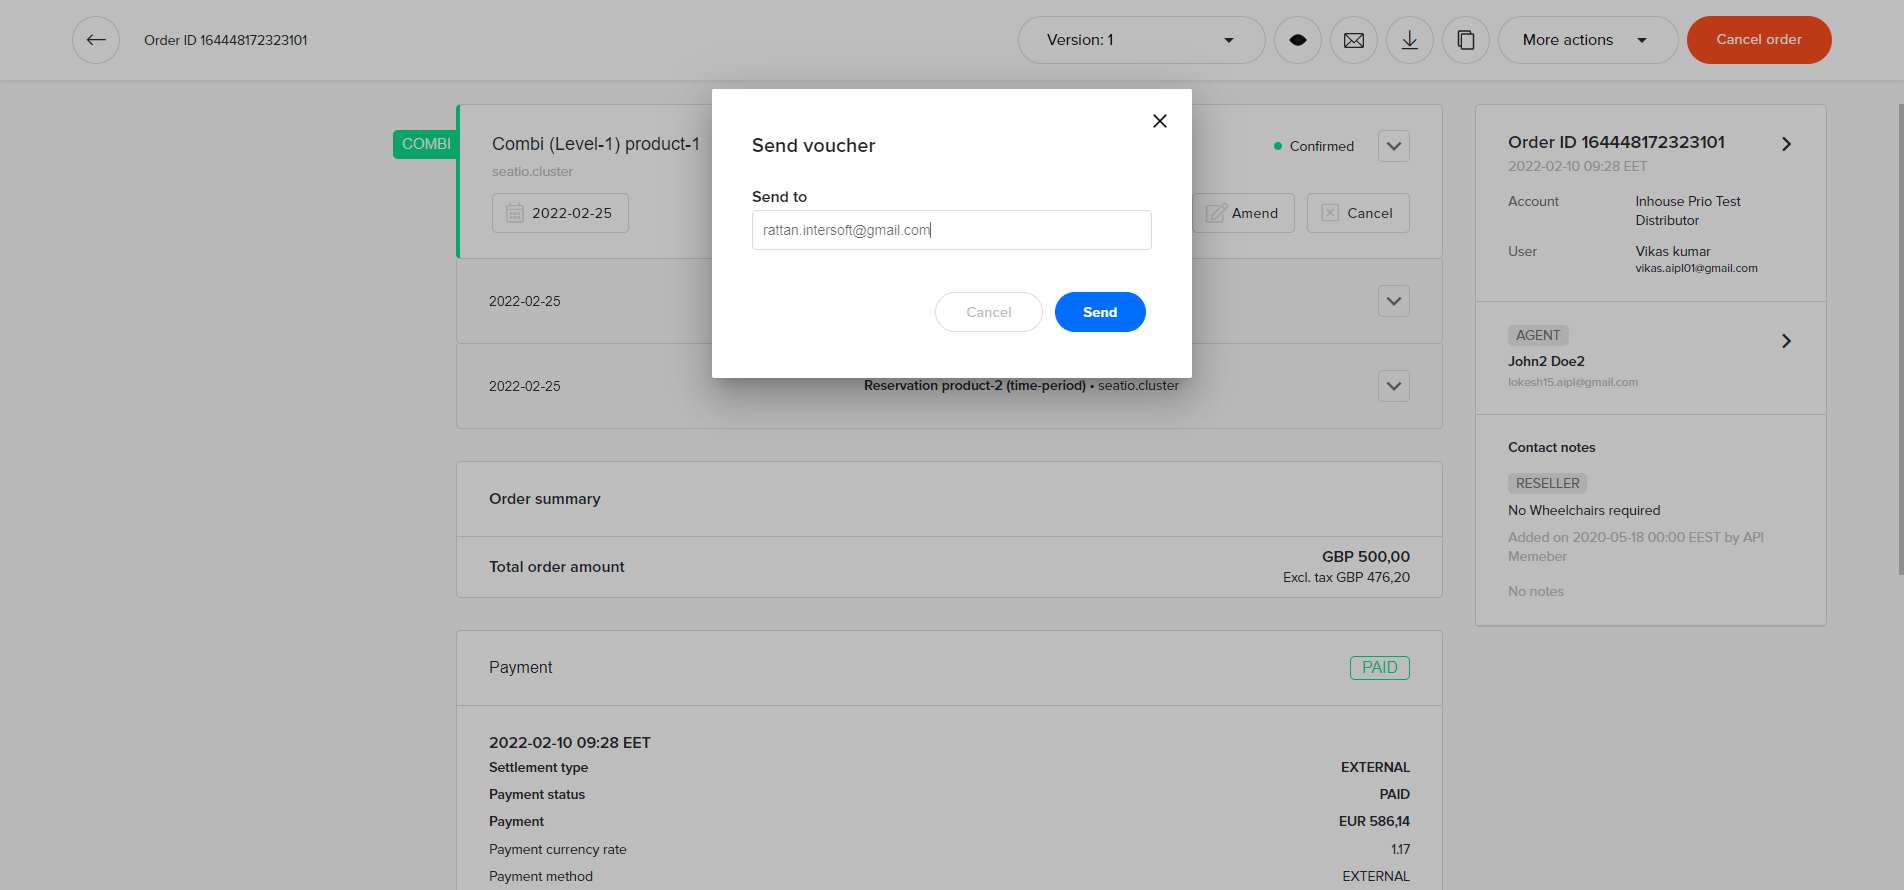 Order ID 164448172323101
Version: 1
More actions
Cancel order
COMBI
Combi (Level-1) product-1
seatio.cluster
2022-02-25
Confirmed
Amend
Cancel
2022-02-25
2022-02-25
Reservation product-2 (time-period) • seatio.cluster
Send voucher
Send to
rattan.intersoft@gmail.com
Cancel
Send
Order summary
Total order amount
GBP 500,00
Excl. tax GBP 476,20
Payment
PAID
2022-02-10 09:28 EET
Settlement type
EXTERNAL
Payment status
PAID
Payment
EUR 586,14
Payment currency rate
1.17
Payment method
EXTERNAL
Order ID 164448172323101
2022-02-10 09:28 EET
Account
Inhouse Prio Test
Distributor
User
Vikas kumar
vikas.aipl01@gmail.com
AGENT
John2 Doe2
lokesh15.aipl@gmail.com
Contact notes
RESELLER
No Wheelchairs required
Added on 2020-05-18 00:00 EEST by API
Memeber
No notes